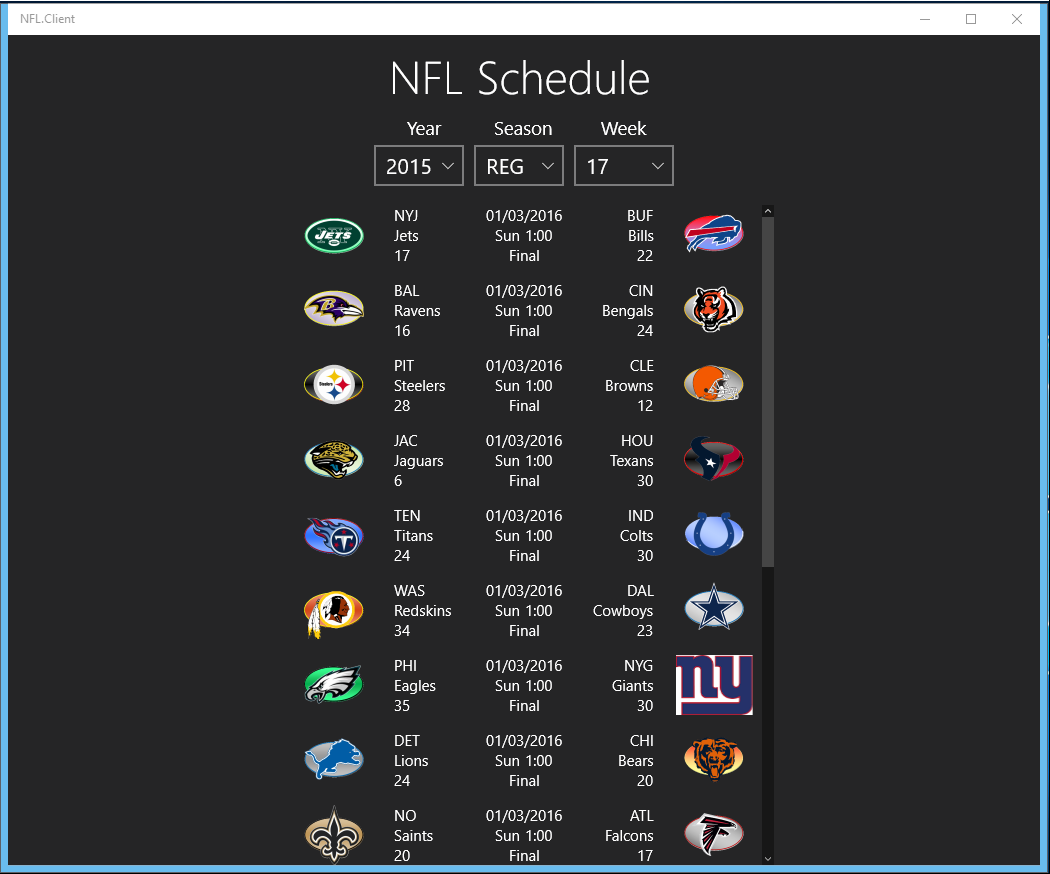 NFL.Client
NFL Schedule
Year Season Week
2015 REG 17
NYJ 01/03/2016 BUF
JETS Jets Sun 1:00 Bills
17 Final 22
BAL 01/03/2016 CIN
B Ravens Sun 1:00 Bengals
16 Final 24
PIT 01/03/2016 CLE
Steelers Steelers Sun 1:00 Browns
28 Final 12
JAC 01/03/2016 HOU
Jaguars Sun 1:00 Texans
6 Final 30
TEN 01/03/2016 IND
T Titans Sun 1:00 Colts
24 Final 30
WAS 01/03/2016 DAL
Redskins Sun 1:00 Cowboys
34 Final 23
PHI 01/03/2016 NYG
Eagles Sun 1:00 Giants ny
35 Final 30
DET 01/03/2016 CHI
Lions Sun 1:00 Bears
24 Final 20
NO 01/03/2016 ATL
Saints Sun 1:00 Falcons
20 Final 17